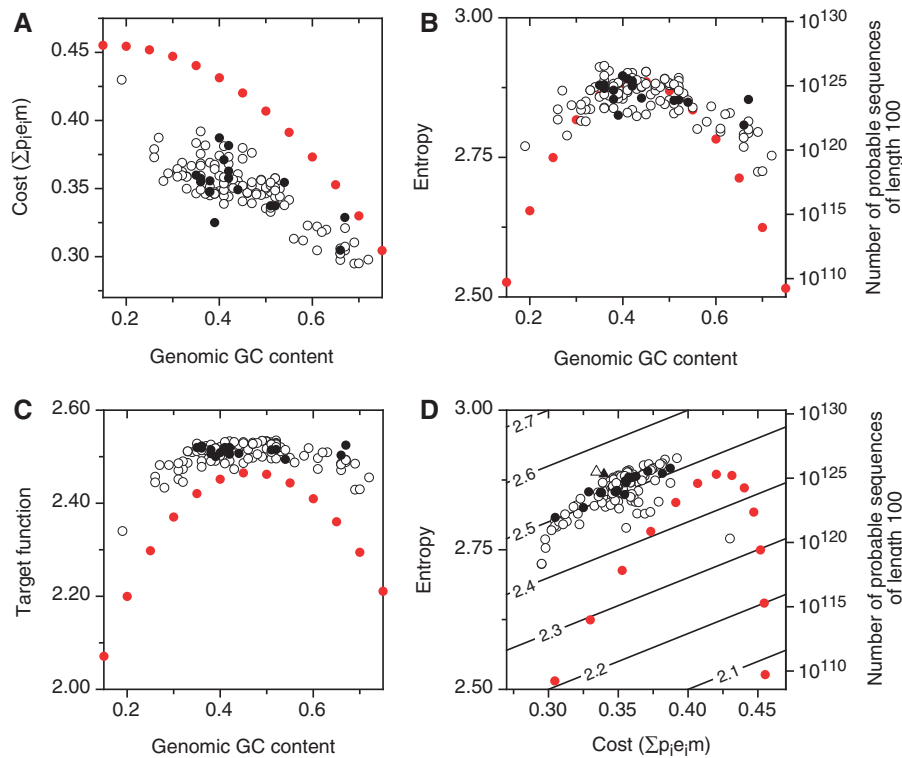 A
0.45
0.40
0.35
0.30
Cost (Σpᵢeᵢm)
0.2
0.4
0.6
Genomic GC content
B
3.00
2.75
2.50
Entropy
10¹³⁰
10¹²⁵
10¹²⁰
10¹¹⁵
10¹¹⁰
Number of probable sequences
of length 100
0.2
0.4
0.6
Genomic GC content
C
2.60
2.40
2.20
2.00
Target function
0.2
0.4
0.6
Genomic GC content
D
3.00
2.75
2.50
Entropy
2.7
2.6
2.5
2.4
2.3
2.2
2.1
10¹³⁰
10¹²⁵
10¹²⁰
10¹¹⁵
10¹¹⁰
Number of probable sequences
of length 100
0.30
0.35
0.40
0.45
Cost (Σpᵢeᵢm)